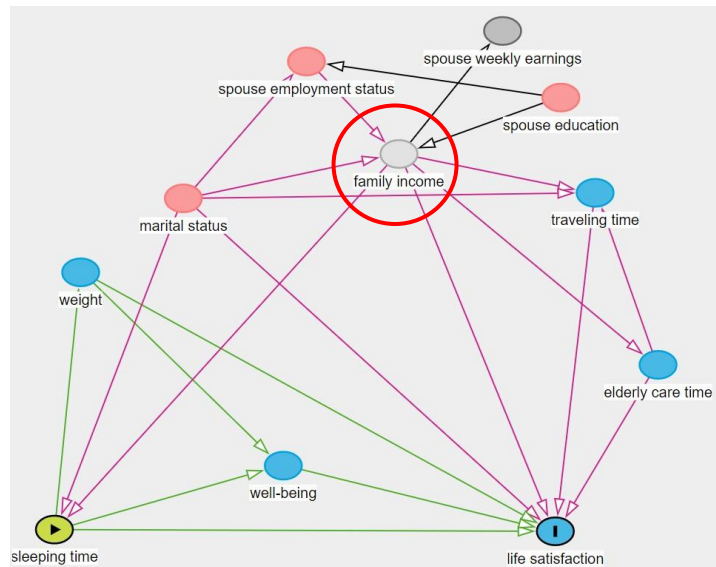 spouse weekly earnings
spouse employment status
spouse education
family income
marital status
traveling time
weight
elderly care time
well-being
sleeping time
life satisfaction